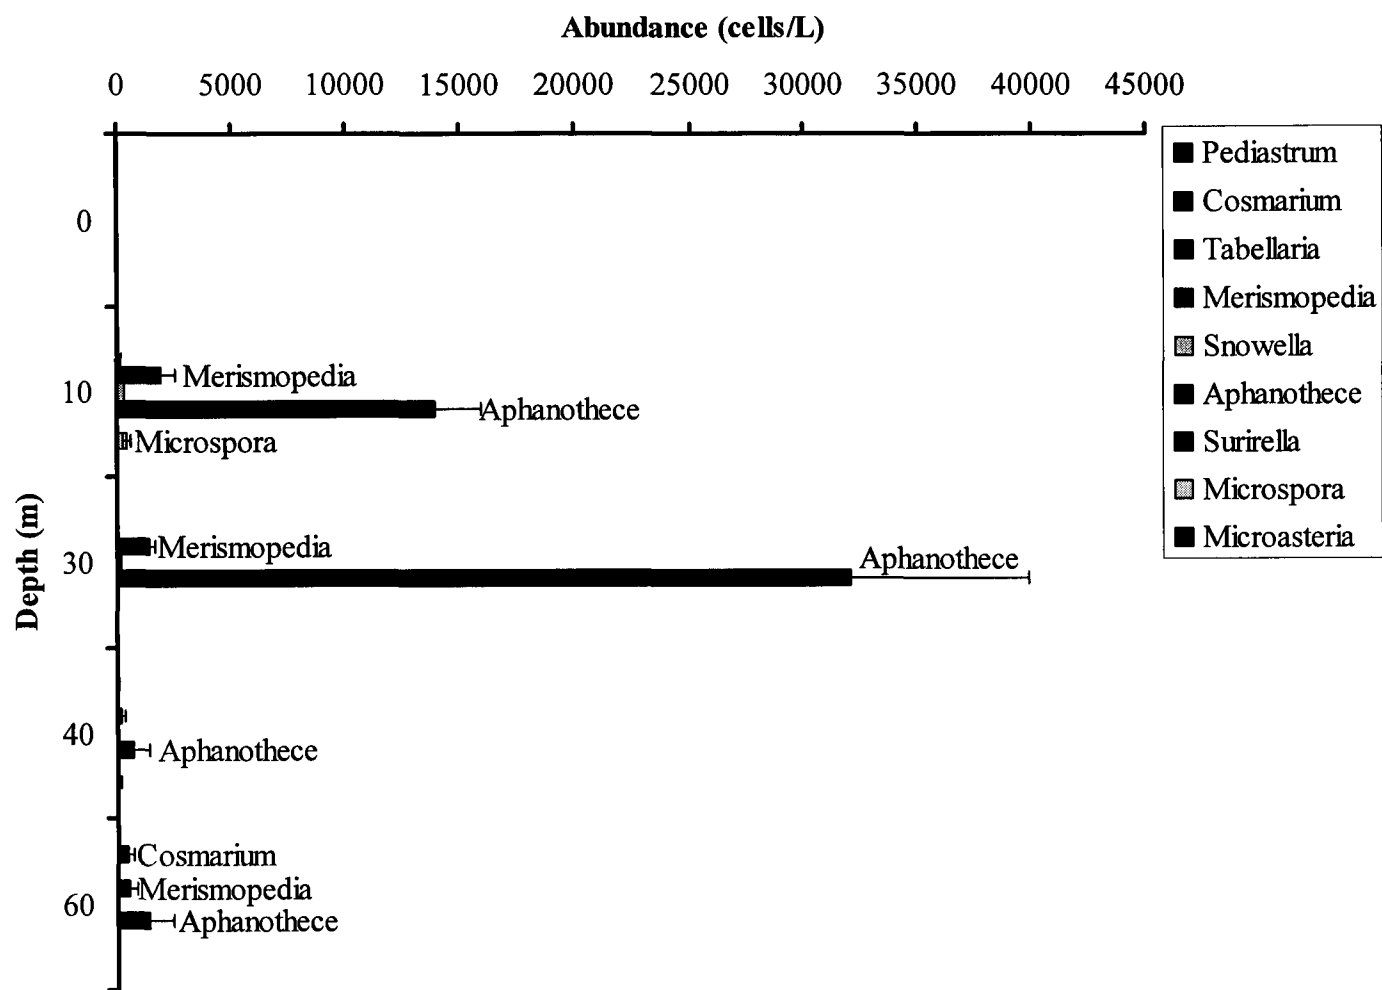 Abundance (cells/L)
0 5000 10000 15000 20000 25000 30000 35000 40000 45000
Pediastrum
Cosmarium
Tabellaria
Merismopedia
Snowella
Aphanothece
Surirella
Microspora
Microasteria
Depth (m)
0
10
Merismopedia
Aphanothece
Microspora
30
Merismopedia
Aphanothece
40
Aphanothece
60
Cosmarium
Merismopedia
Aphanothece